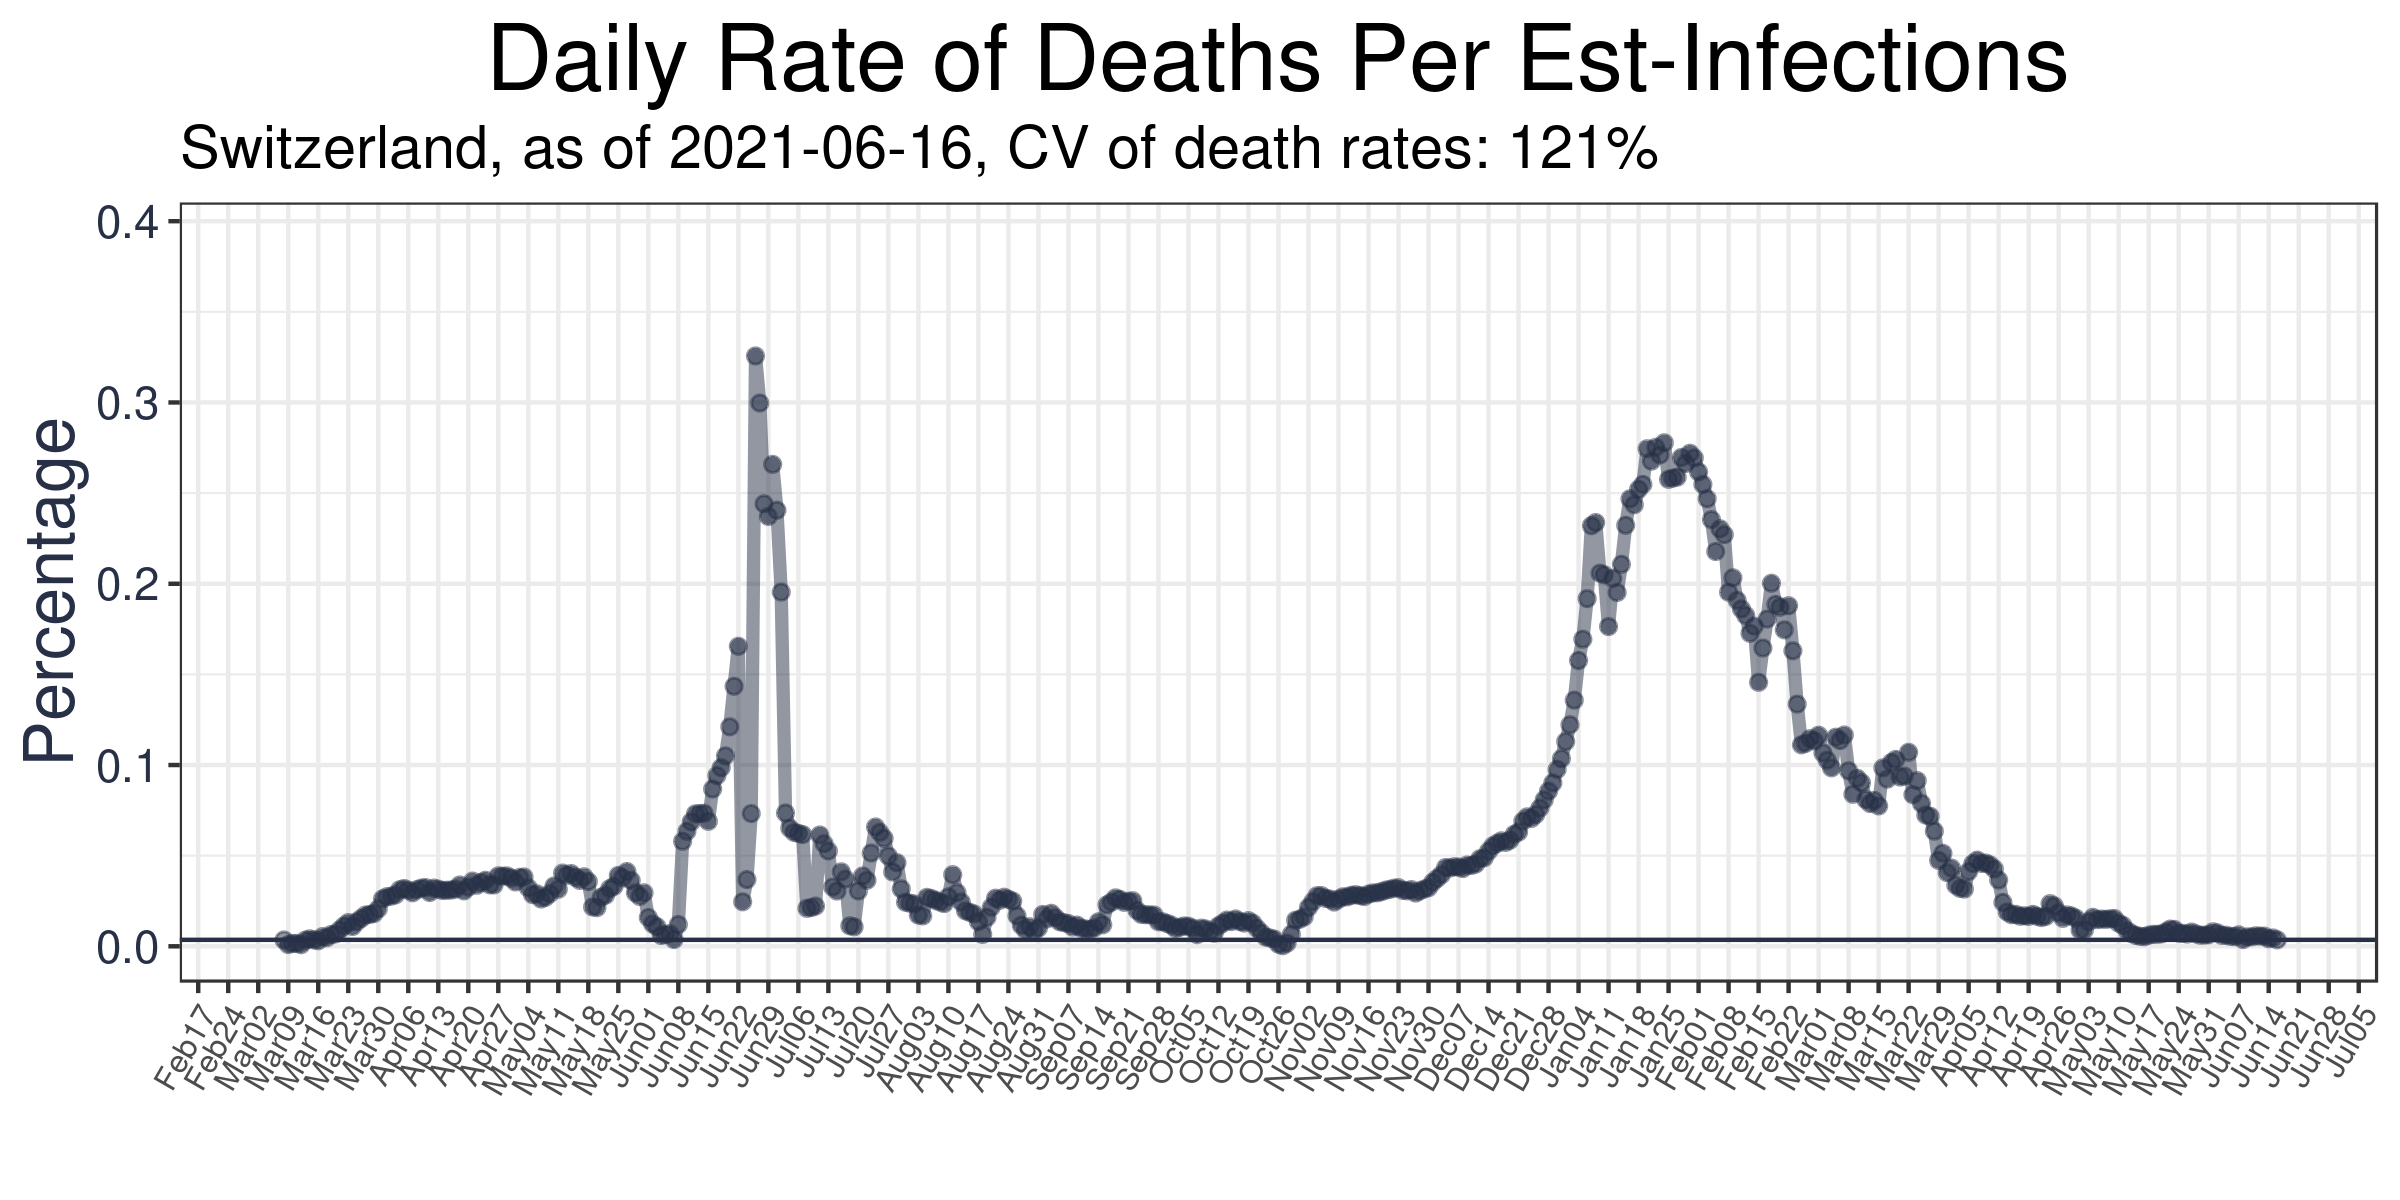 Daily Rate of Deaths Per Est-Infections
Switzerland, as of 2021-06-16, CV of death rates: 121%
Percentage
0.4
0.3
0.2
0.1
0.0
Feb17 Feb24 Mar02 Mar09 Mar16 Mar23 Mar30 Apr06 Apr13 Apr20 Apr27 May04 May11 May18 May25 Jun01 Jun08 Jun15 Jun22 Jun29 Jul06 Jul13 Jul20 Jul27 Aug03 Aug10 Aug17 Aug24 Aug31 Sep07 Sep14 Sep21 Sep28 Oct05 Oct12 Oct19 Oct26 Nov02 Nov09 Nov16 Nov23 Nov30 Dec07 Dec14 Dec21 Dec28 Jan04 Jan11 Jan18 Jan25 Feb01 Feb08 Feb15 Feb22 Mar01 Mar08 Mar15 Mar22 Mar29 Apr05 Apr12 Apr19 Apr26 May03 May10 May17 May24 May31 Jun07 Jun14 Jun21 Jun28 Jul05